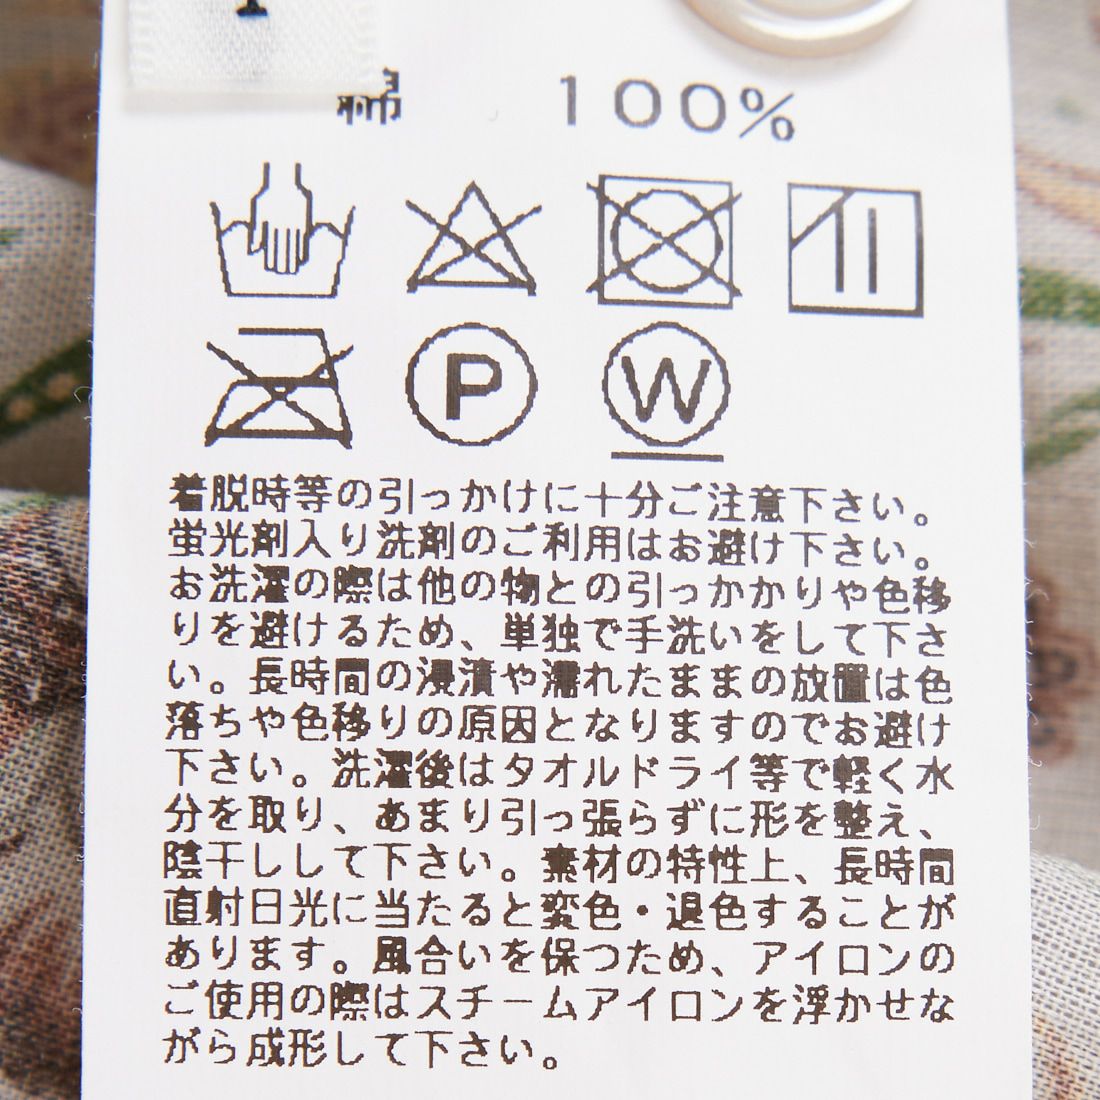 綿 100%
P
W
着脱時等の引っかけに十分ご注意下さい。
蛍光剤入り洗剤のご利用はお避け下さい。
お洗濯の際は他の物との引っかかりや色移
りを避けるため、単独で手洗いをして下さ
い。長時間の浸漬や濡れたままの放置は色
落ちや色移りの原因となりますのでお避け
下さい。洗濯後はタオルドライ等で軽く水
分を取り、あまり引っ張らずに形を整え、
陰干しして下さい。素材の特性上、長時間
直射日光に当たると変色・退色することが
あります。風合いを保つため、アイロンの
ご使用の際はスチームアイロンを浮かせな
がら成形して下さい。